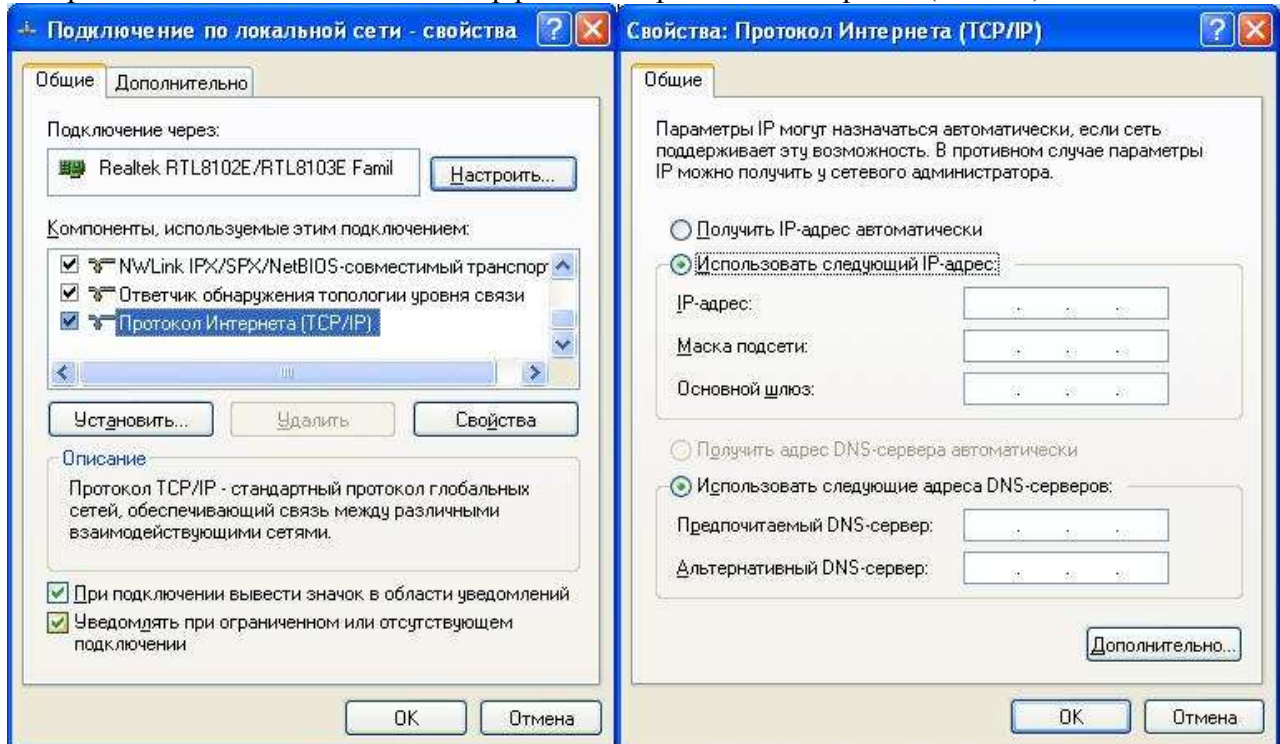 Подключение по локальной сети - свойства
Общие
Дополнительно
Подключение через:
Realtek RTL8102E/RTL8103E Famil
Настроить...
Компоненты, используемые этим подключением:
NWLink IPX/SPX/NetBIOS-совместимый транспорт
Ответчик обнаружения топологии уровня связи
Протокол Интернета (TCP/IP)
Установить...
Удалить
Свойства
Описание
Протокол TCP/IP - стандартный протокол глобальных
сетей, обеспечивающий связь между различными
взаимодействующими сетями.
При подключении вывести значок в области уведомлений
Уведомлять при ограниченном или отсутствующем
подключении
OK
Отмена
Свойства: Протокол Интернета (TCP/IP)
Общие
Параметры IP могут назначаться автоматически, если сеть
поддерживает эту возможность. В противном случае параметры
IP можно получить у сетевого администратора.
Получить IP-адрес автоматически
Использовать следующий IP-адрес:
IP-адрес:
Маска подсети:
Основной шлюз:
Получить адрес DNS-сервера автоматически
Использовать следующие адреса DNS-серверов:
Предпочитаемый DNS-сервер:
Альтернативный DNS-сервер:
Дополнительно...
OK
Отмена